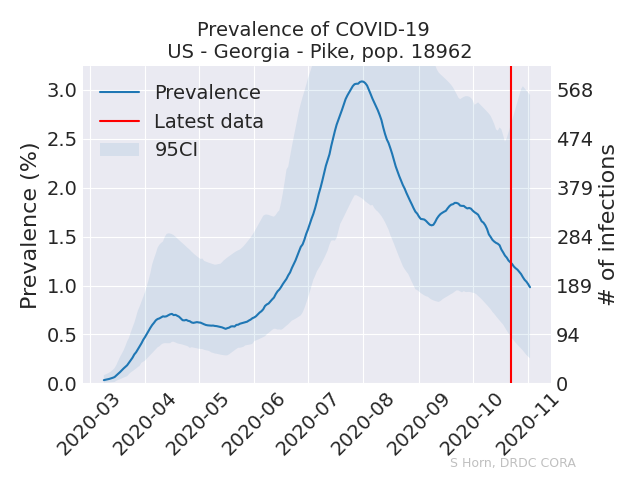 Prevalence of COVID-19
US - Georgia - Pike, pop. 18962
Prevalence
Latest data
95CI
Prevalence (%)
3.0
2.5
2.0
1.5
1.0
0.5
0.0
568
474
379
284
189
94
0
# of infections
2020-03
2020-04
2020-05
2020-06
2020-07
2020-08
2020-09
2020-10
2020-11
S Horn, DRDC CORA